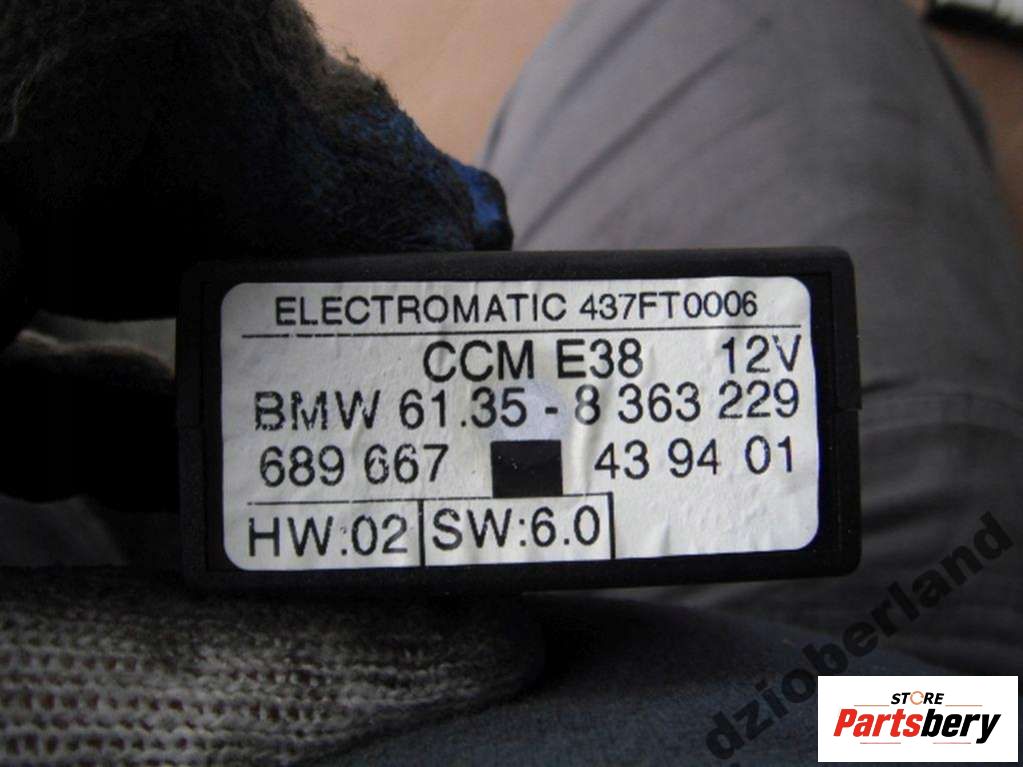 ELECTROMATIC 437FT0006
CCM E38 12V
BMW 61.35 - 8 363 229
689 667 43 94 01
HW:02 SW:6.0
dzioberland
STORE
Partsbery